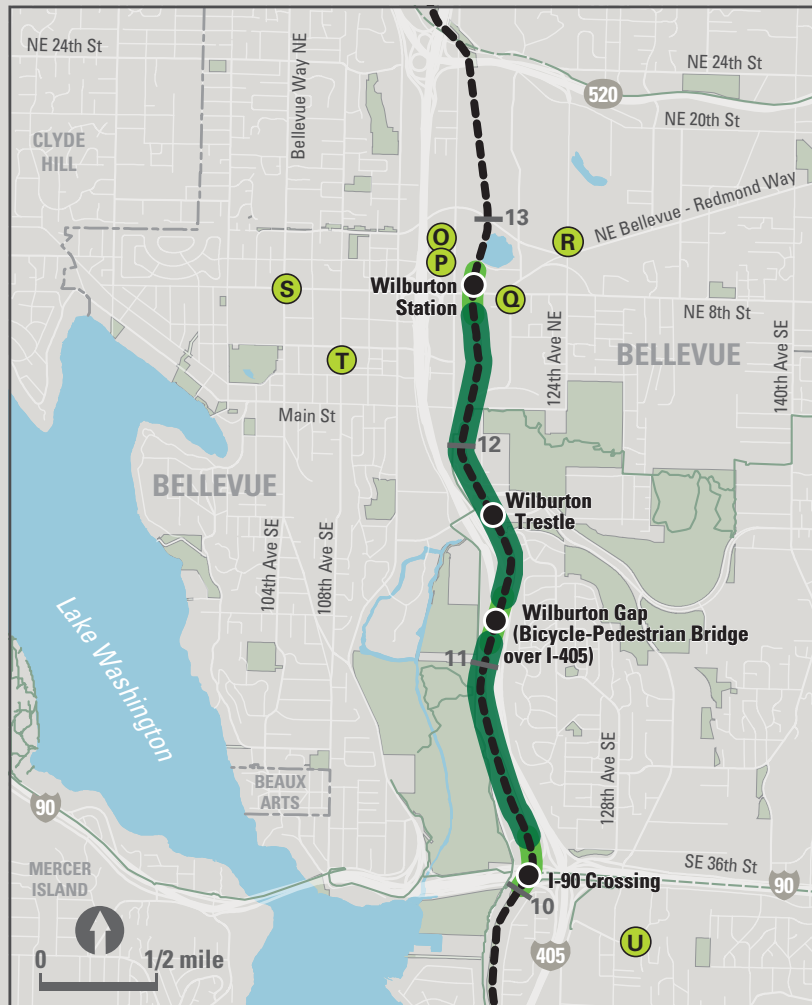 NE 24th St
NE 24th St
520
NE 20th St
Bellevue Way NE
CLYDE
HILL
13
NE Bellevue - Redmond Way
O
P
R
Wilburton
Station
S
Q
NE 8th St
T
124th Ave NE
BELLEVUE
140th Ave SE
Main St
12
BELLEVUE
Wilburton
Trestle
104th Ave SE
108th Ave SE
Lake Washington
Wilburton Gap
(Bicycle-Pedestrian Bridge
over I-405)
11
128th Ave SE
BEAUX
ARTS
90
SE 36th St
MERCER
ISLAND
I-90 Crossing
90
10
U
405
0 1/2 mile